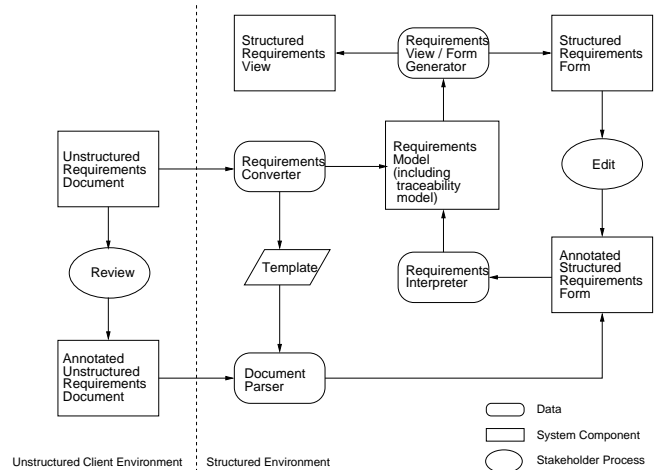 Structured
Requirements
View
Requirements
View / Form
Generator
Structured
Requirements
Form
Unstructured
Requirements
Document
Requirements
Converter
Requirements
Model
(including
traceability
model)
Edit
Review
Template
Requirements
Interpreter
Annotated
Structured
Requirements
Form
Annotated
Unstructured
Requirements
Document
Document
Parser
Data
System Component
Stakeholder Process
Unstructured Client Environment
Structured Environment